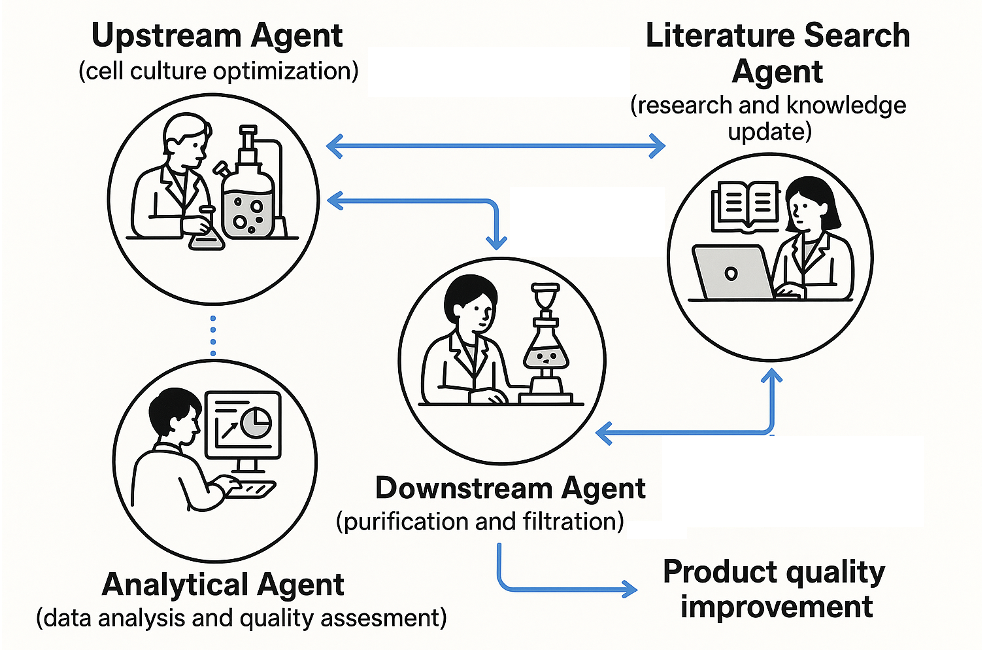 Upstream Agent
(cell culture optimization)
Literature Search
Agent
(research and knowledge
update)
Downstream Agent
(purification and filtration)
Analytical Agent
(data analysis and quality assesment)
Product quality
improvement